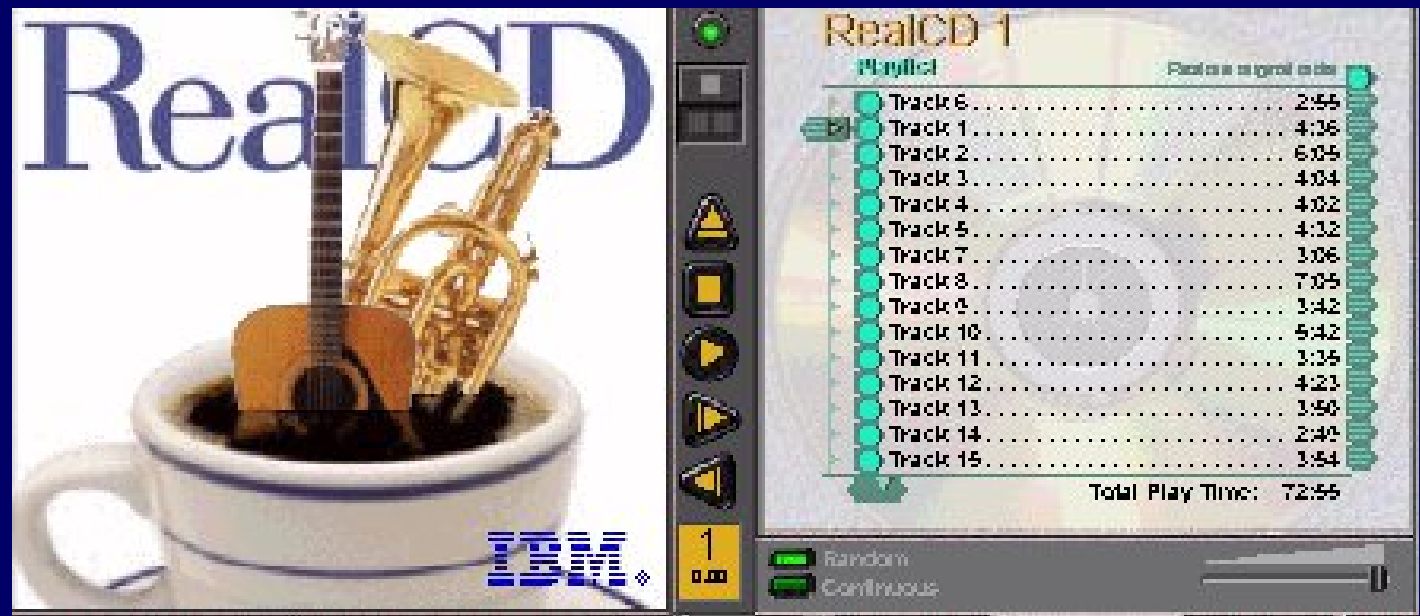 RealCD
IBM®
1
0.00
RealCD 1
Playlist Restore original order
Track 6 2:55
Track 1 4:36
Track 2 6:05
Track 3 4:04
Track 4 4:02
Track 5 4:32
Track 7 3:06
Track 8 7:05
Track 9 3:42
Track 10 5:42
Track 11 3:35
Track 12 4:23
Track 13 3:50
Track 14
Track 15 3:54
Total Play Time: 72:55
Random
Continuous